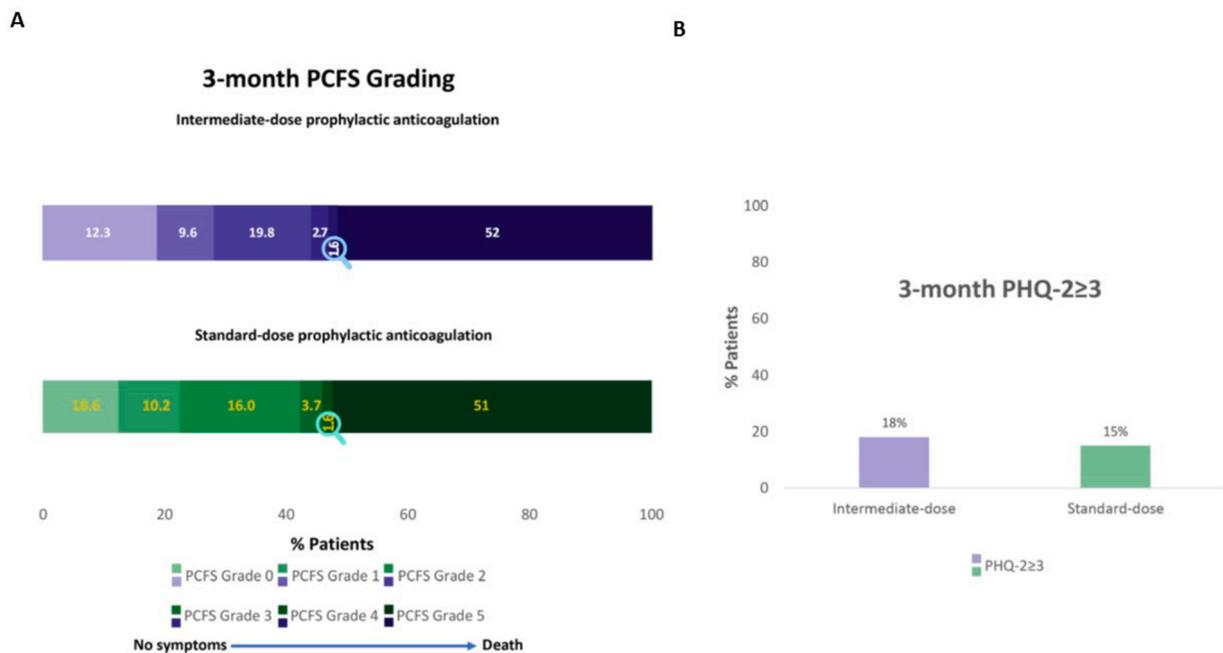 A
3-month PCFS Grading
Intermediate-dose prophylactic anticoagulation
12.3 9.6 19.8 2.7 1.6 52
Standard-dose prophylactic anticoagulation
18.6 10.2 16.0 3.7 1.6 51
0 20 40 60 80 100
% Patients
PCFS Grade 0 PCFS Grade 1 PCFS Grade 2
PCFS Grade 3 PCFS Grade 4 PCFS Grade 5
No symptoms Death
B
3-month PHQ-2≥3
% Patients
100
80
60
40
20
0
18%
15%
Intermediate-dose Standard-dose
PHQ-2≥3